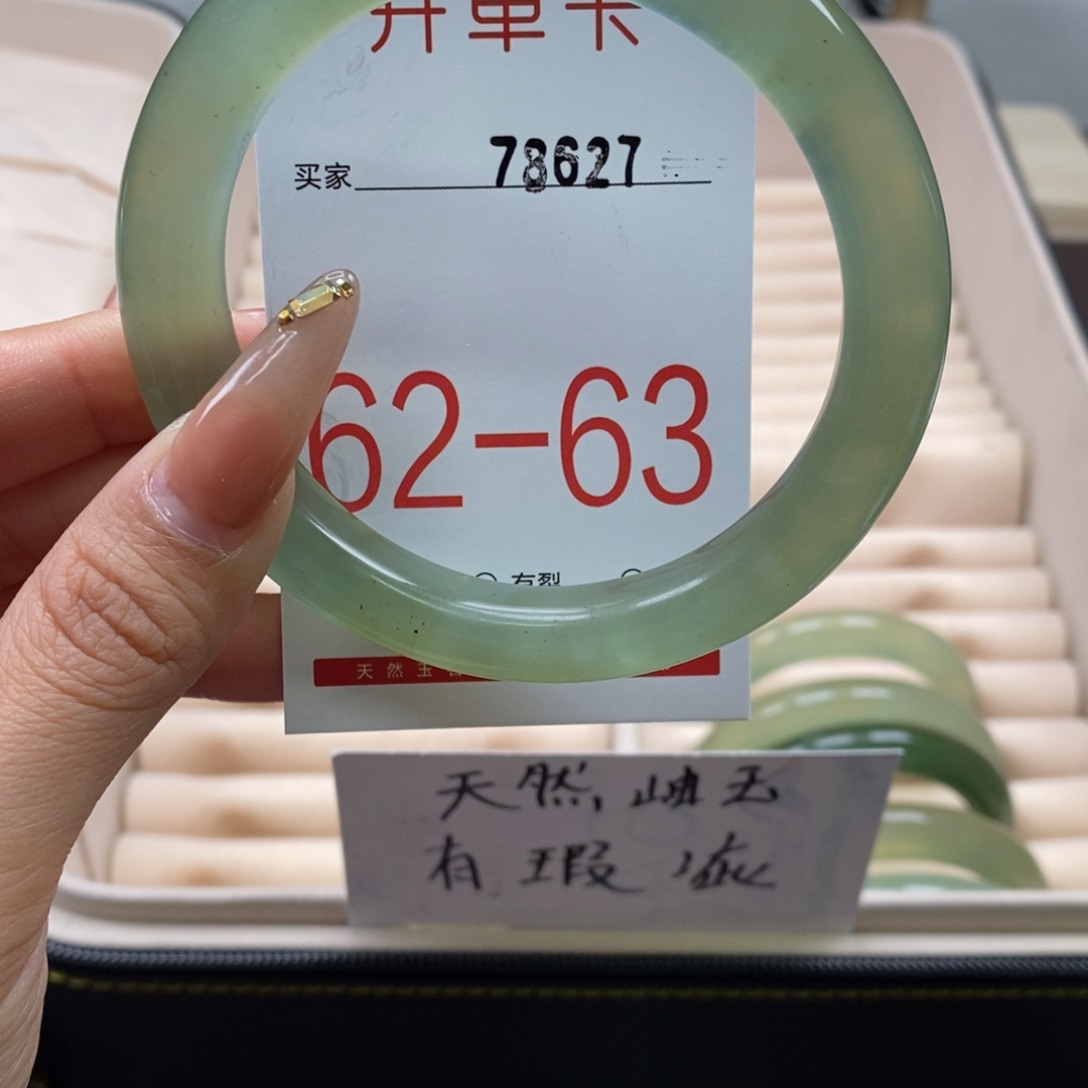 开单卡
买家 78627
62-63
有裂
天然玉
天然岫玉
有瑕疵